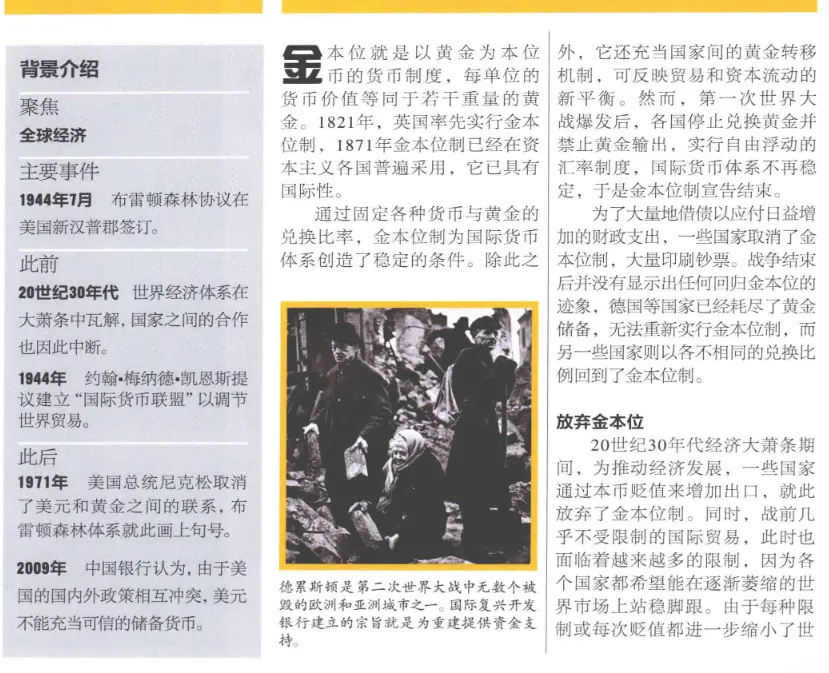 背景介绍
聚焦
全球经济
主要事件
1944年7月 布雷顿森林协议在
美国新汉普郡签订。
此前
20世纪30年代 世界经济体系在
大萧条中瓦解,国家之间的合作
也因此中断。
1944年 约翰•梅纳德•凯恩斯提
议建立“国际货币联盟”以调节
世界贸易。
此后
1971年 美国总统尼克松取消
了美元和黄金之间的联系,布
雷顿森林体系就此画上句号。
2009年 中国银行认为,由于美
国的国内外政策相互冲突,美元
不能充当可信的储备货币。
金本位就是以黄金为本位
币的货币制度,每单位的
货币价值等同于若干重量的黄
金。1821年,英国率先实行金本
位制,1871年金本位制已经在资
本主义各国普遍采用,它已具有
国际性。
通过固定各种货币与黄金的
兑换比率,金本位制为国际货币
体系创造了稳定的条件。除此之
德累斯顿是第二次世界大战中无数个被
毁的欧洲和亚洲城市之一。国际复兴开发
银行建立的宗旨就是为重建提供资金支
持。
外,它还充当国家间的黄金转移
机制,可反映贸易和资本流动的
新平衡。然而,第一次世界大
战爆发后,各国停止兑换黄金并
禁止黄金输出,实行自由浮动的
汇率制度,国际货币体系不再稳
定,于是金本位制宣告结束。
为了大量地借债以应付日益增
加的财政支出,一些国家取消了金
本位制,大量印刷钞票。战争结束
后并没有显示出任何回归金本位的
迹象,德国等国家已经耗尽了黄金
储备,无法重新实行金本位制,而
另一些国家则以各不相同的兑换比
例回到了金本位制。
放弃金本位
20世纪30年代经济大萧条期
间,为推动经济发展,一些国家
通过本币贬值来增加出口,就此
放弃了金本位制。同时,战前几
乎不受限制的国际贸易,此时也
面临着越来越多的限制,因为各
个国家都希望能在逐渐萎缩的世
界市场上站稳脚跟。由于每种限
制或每次贬值都进一步缩小了世